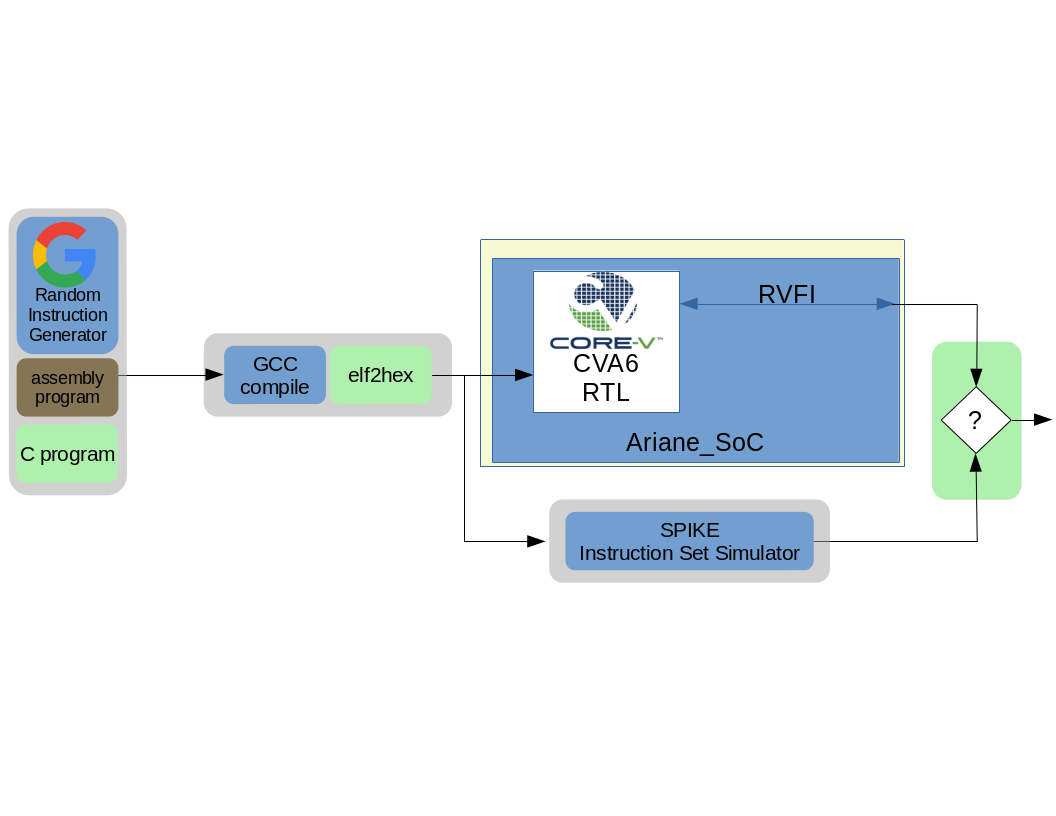 Random
Instruction
Generator
assembly
program
C program
GCC
compile
elf2hex
CORE-V™
CVA6
RTL
RVFI
Ariane_SoC
SPIKE
Instruction Set Simulator
?